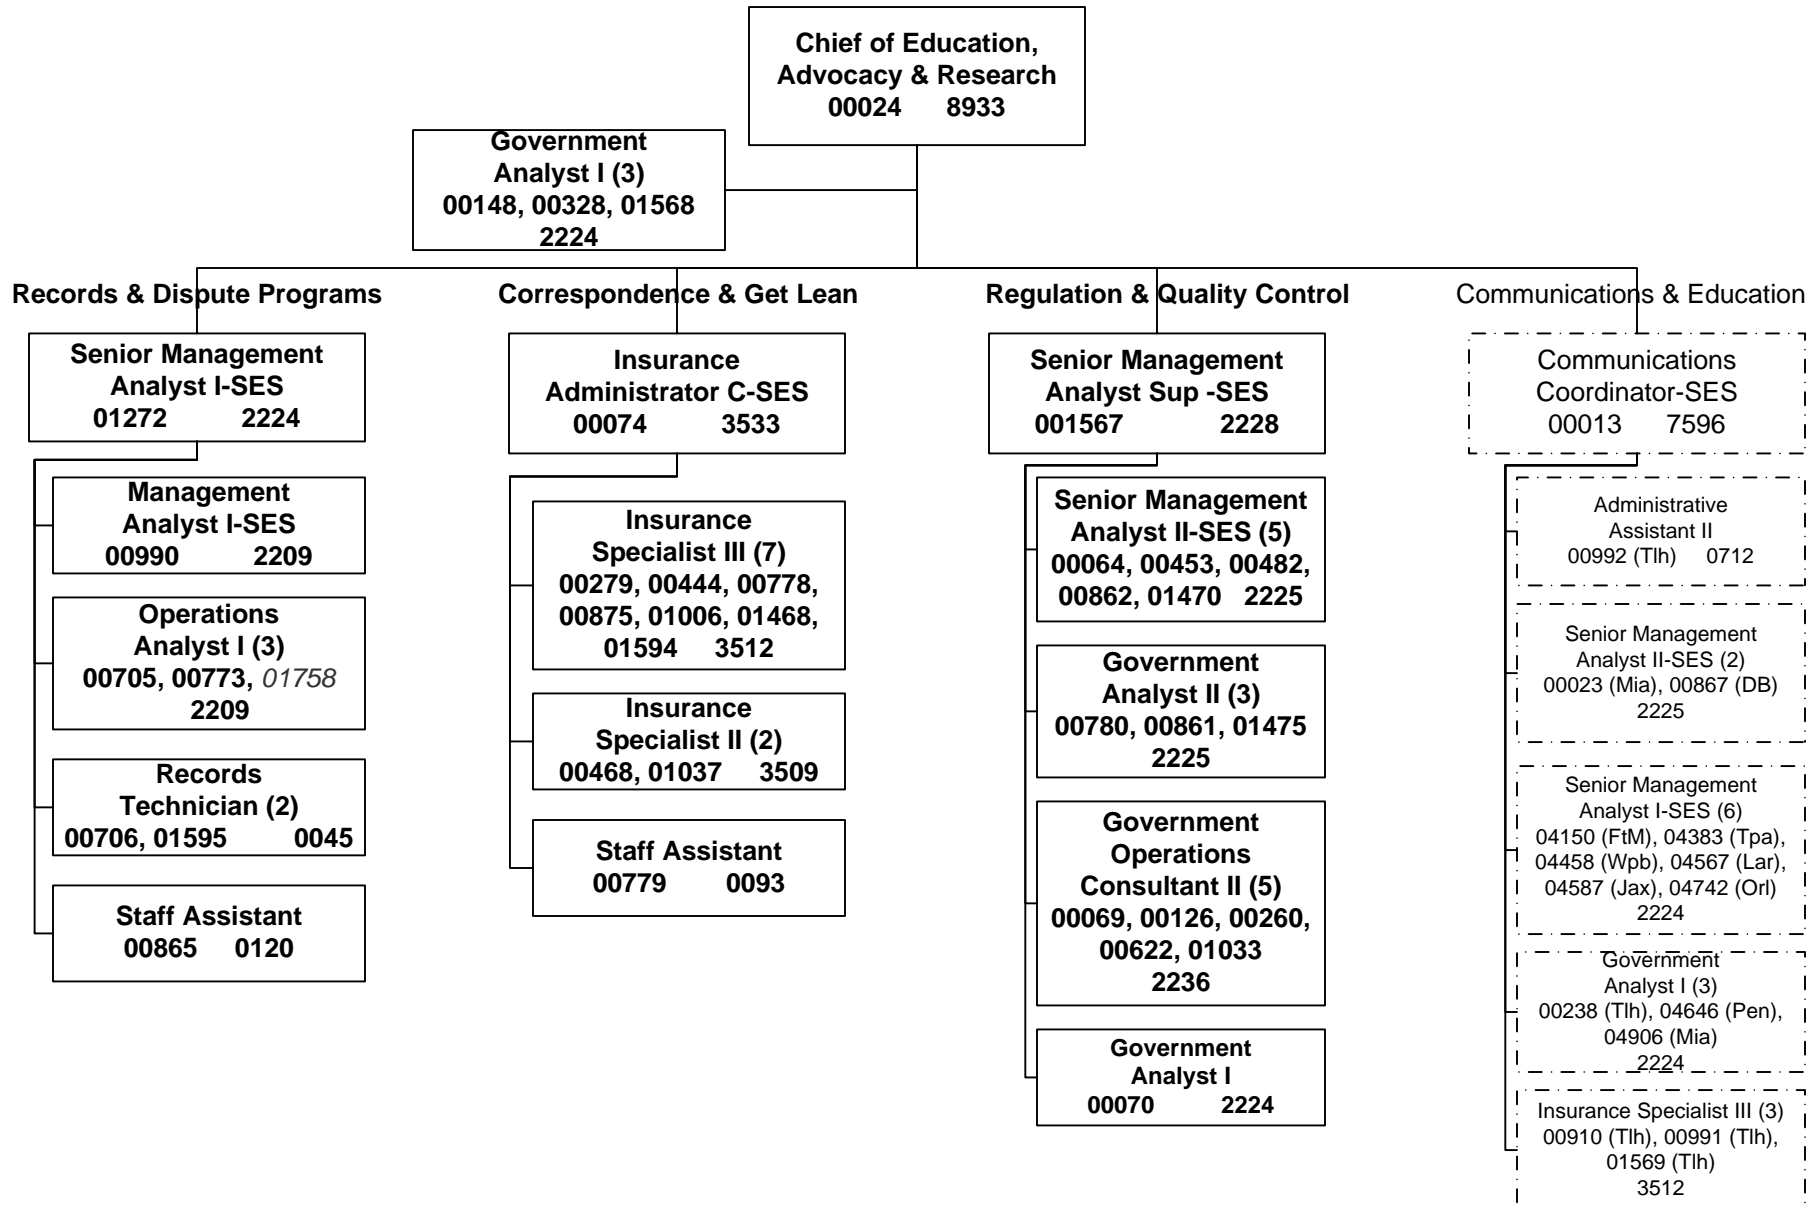 Chief of Education,
Advocacy & Research
00024 8933
Government
Analyst I (3)
00148, 00328, 01568
2224
Records & Dispute Programs
Senior Management
Analyst I-SES
01272 2224
Management
Analyst I-SES
00990 2209
Operations
Analyst I (3)
00705, 00773, 01758
2209
Records
Technician (2)
00706, 01595 0045
Staff Assistant
00865 0120
Correspondence & Get Lean
Insurance
Administrator C-SES
00074 3533
Insurance
Specialist III (7)
00279, 00444, 00778,
00875, 01006, 01468,
01594 3512
Insurance
Specialist II (2)
00468, 01037 3509
Staff Assistant
00779 0093
Regulation & Quality Control
Senior Management
Analyst Sup -SES
001567 2228
Senior Management
Analyst II-SES (5)
00064, 00453, 00482,
00862, 01470 2225
Government
Analyst II (3)
00780, 00861, 01475
2225
Government
Operations
Consultant II (5)
00069, 00126, 00260,
00622, 01033
2236
Government
Analyst I
00070 2224
Communications & Education
Communications
Coordinator-SES
00013 7596
Administrative
Assistant II
00992 (Tlh) 0712
Senior Management
Analyst II-SES (2)
00023 (Mia), 00867 (DB)
2225
Senior Management
Analyst I-SES (6)
04150 (FtM), 04383 (Tpa),
04458 (Wpb), 04567 (Lar),
04587 (Jax), 04742 (Orl)
2224
Government
Analyst I (3)
00238 (Tlh), 04646 (Pen),
04906 (Mia)
2224
Insurance Specialist III (3)
00910 (Tlh), 00991 (Tlh),
01569 (Tlh)
3512